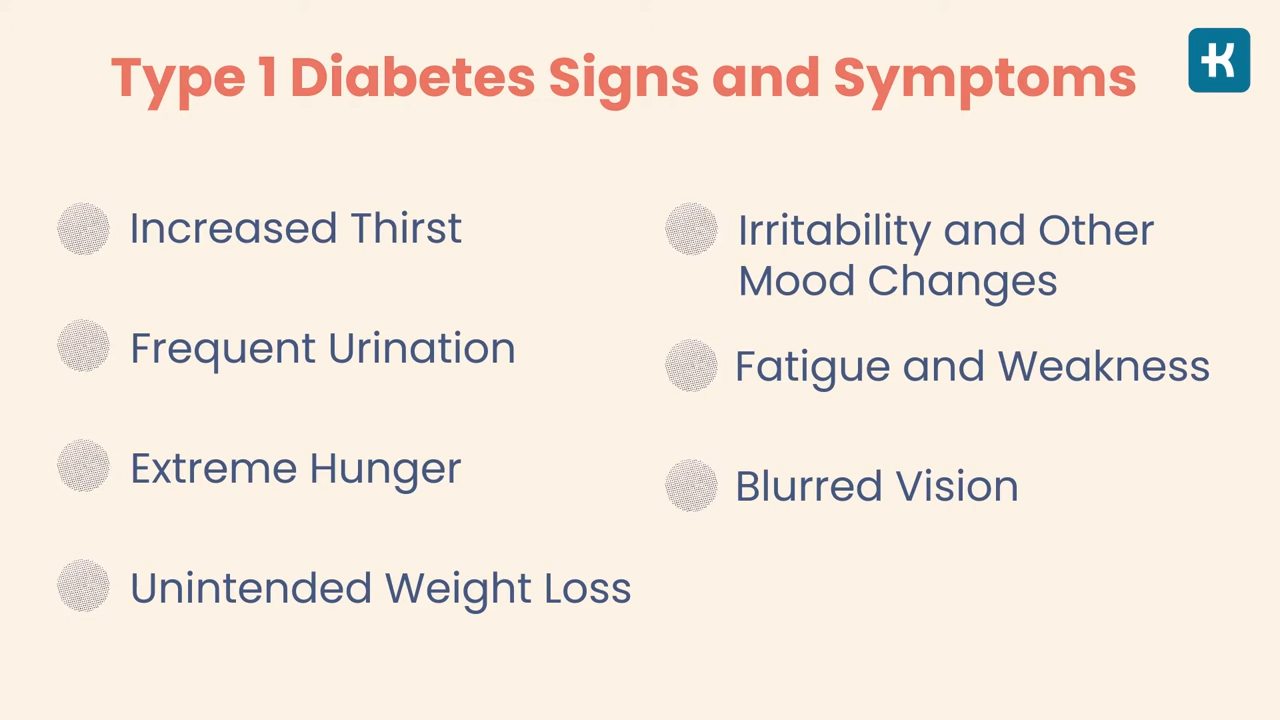 Type 1 Diabetes Signs and Symptoms
K
Increased Thirst
Frequent Urination
Extreme Hunger
Unintended Weight Loss
Irritability and Other
Mood Changes
Fatigue and Weakness
Blurred Vision